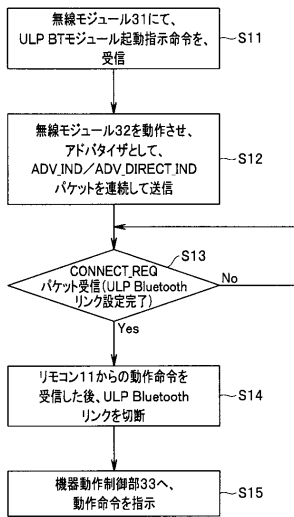 無線モジュール31にて、
ULP BTモジュール起動指示命令を、
受信
S11
無線モジュール32を動作させ、
アドバタイザとして、
ADV_IND/ADV_DIRECT_IND
パケットを連続して送信
S12
S13
CONNECT_REQ
パケット受信(ULP Bluetooth
リンク設定完了)
No
Yes
リモコン11からの動作命令を
受信した後、ULP Bluetooth
リンクを切断
S14
機器動作制御部33へ、
動作命令を指示
S15